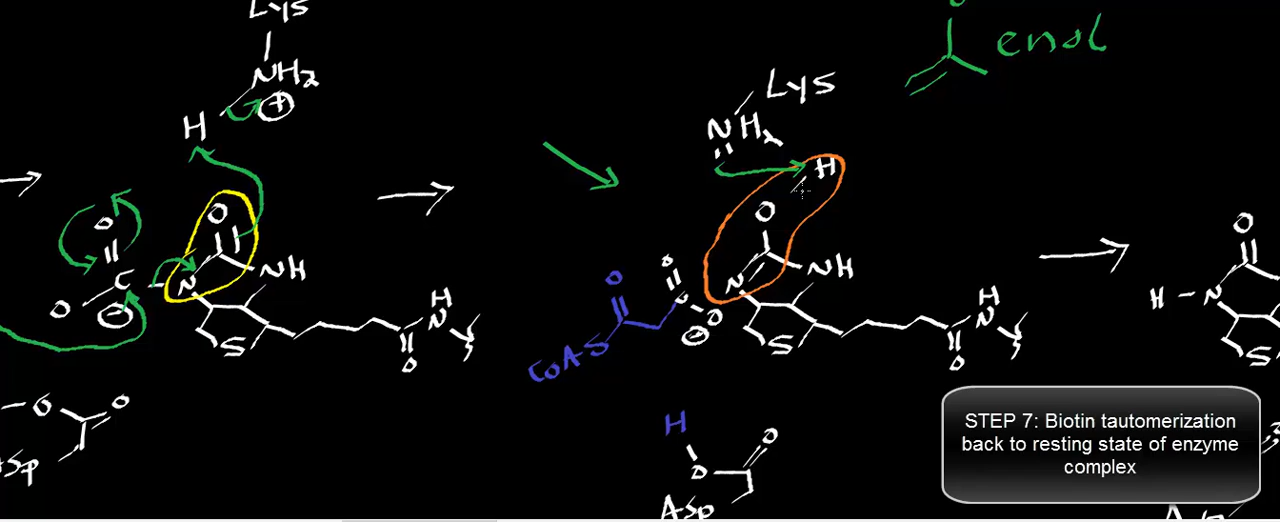 Lys
NH2
+
H
O
O
C
O
-
N
NH
S
H
N
O
O
O
Asp
enol
Lys
NH2
H
O
N
NH
O
C
O
-
O
CoAS
S
H
N
O
H
O
O
Asp
O
H - N
S
STEP 7: Biotin tautomerization
back to resting state of enzyme
complex